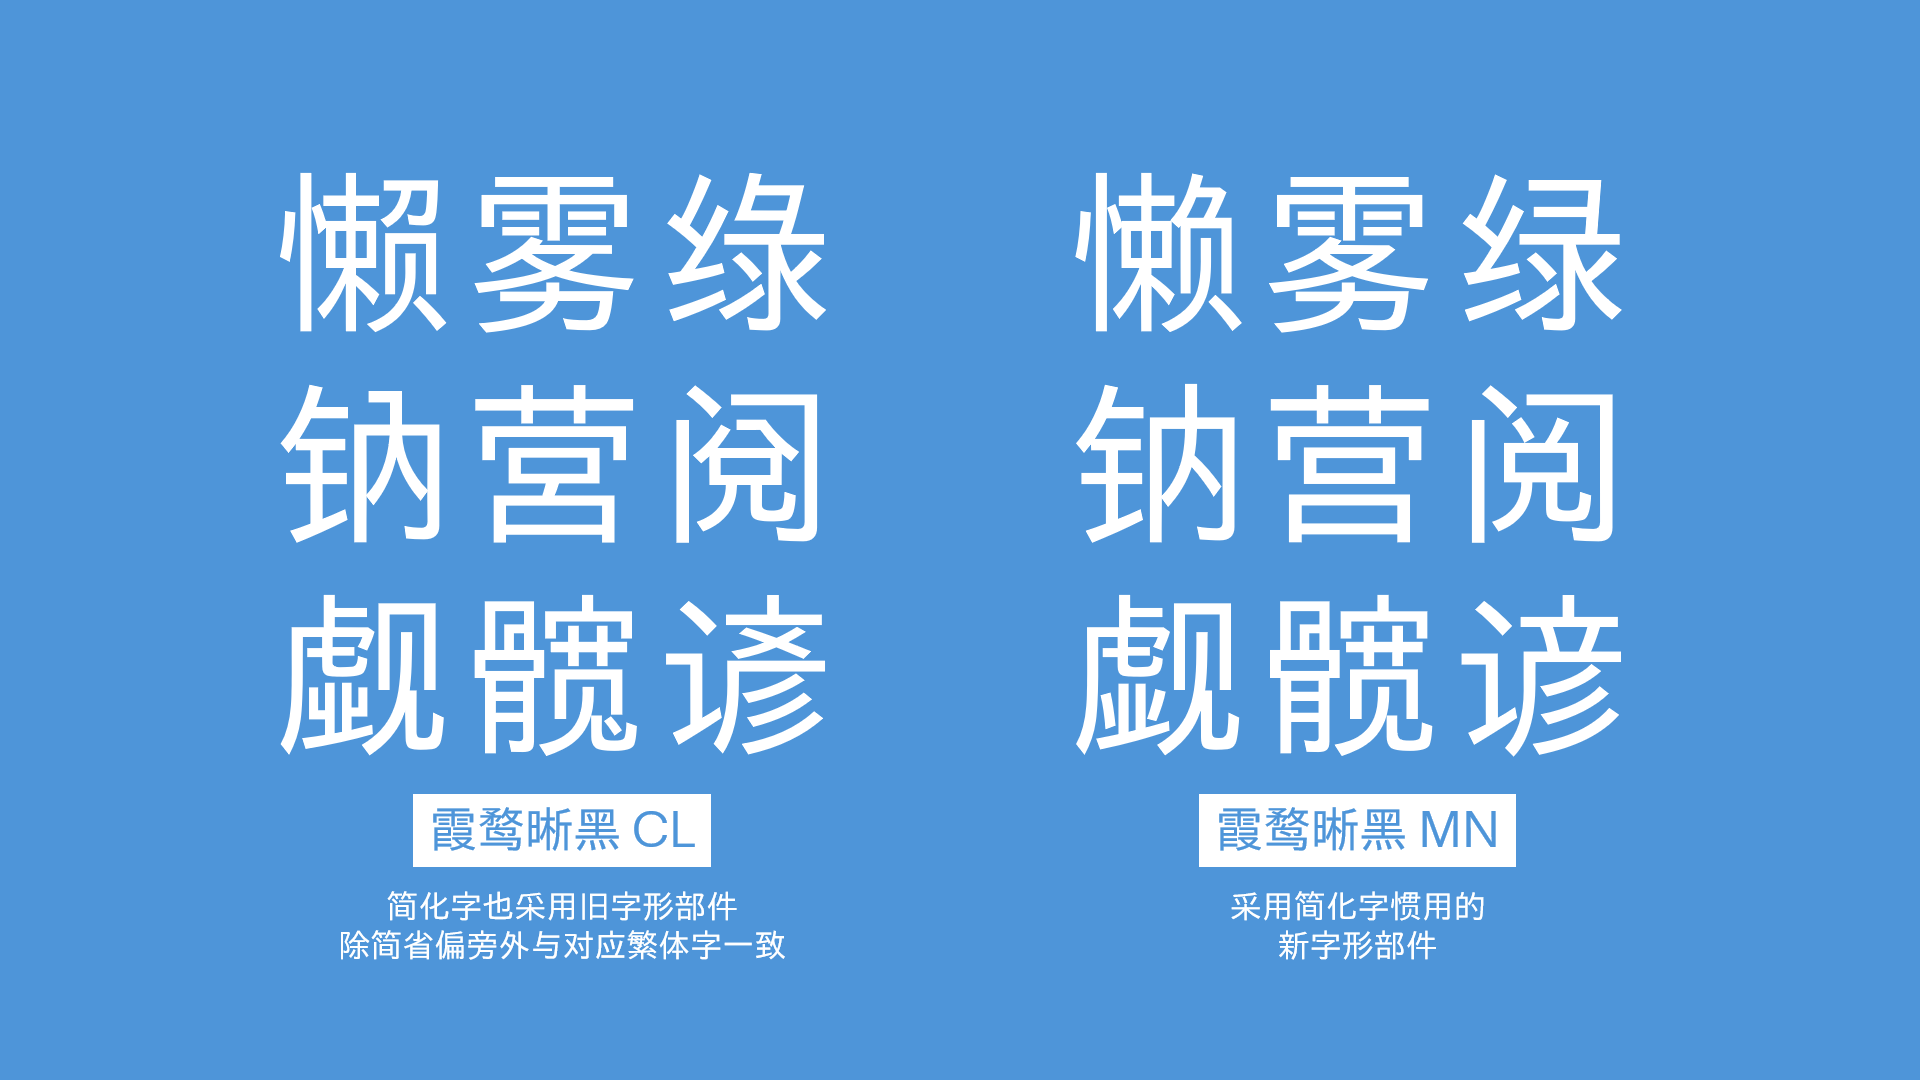 懒雾绿
钠营阅
觑髋谚
霞鹜晰黑 CL
简化字也采用旧字形部件
除简省偏旁外与对应繁体字一致
懒雾绿
钠营阅
觑髋谚
霞鹜晰黑 MN
采用简化字惯用的
新字形部件